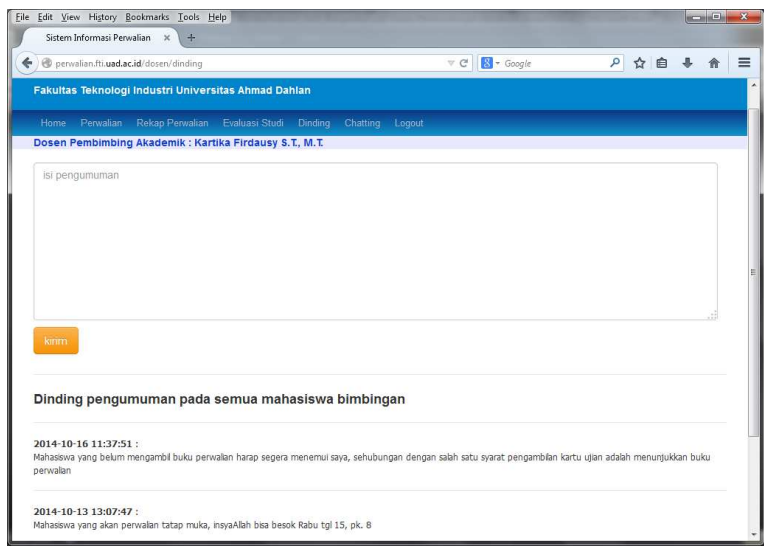 File Edit View History Bookmarks Tools Help
Sistem Informasi Perwalian × +
perwalian.fti.uad.ac.id/dosen/dinding
Google
Fakultas Teknologi Industri Universitas Ahmad Dahlan
Home Perwalian Rekap Perwalian Evaluasi Studi Dinding Chatting Logout
Dosen Pembimbing Akademik : Kartika Firdausy S.T., M.T.
isi pengumuman
kirim
Dinding pengumuman pada semua mahasiswa bimbingan
2014-10-16 11:37:51 :
Mahasiswa yang belum mengambil buku perwalian harap segera menemui saya, sehubungan dengan salah satu syarat pengambilan kartu ujian adalah menunjukkan buku
perwalian
2014-10-13 13:07:47 :
Mahasiswa yang akan perwalian tatap muka, insyaAllah bisa besok Rabu tgl 15, pk. 8